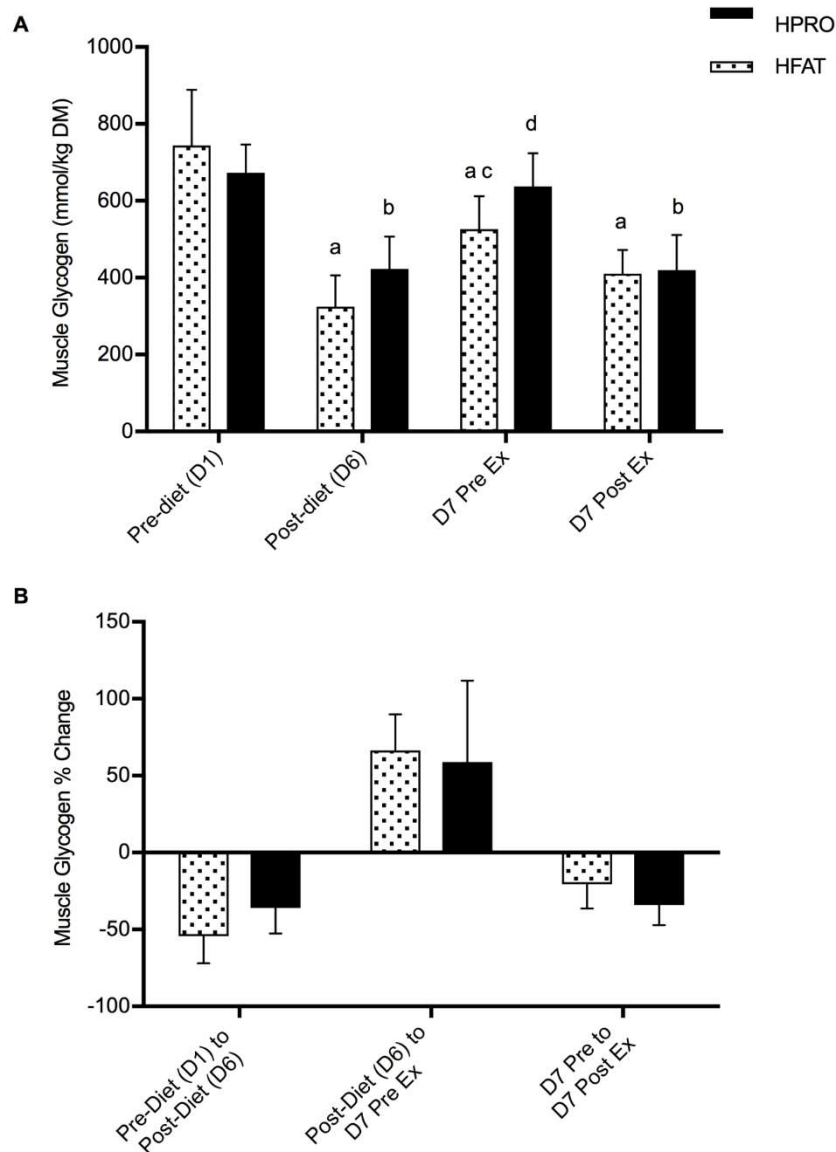 A
HPRO
HFAT
Muscle Glycogen (mmol/kg DM)
1000
800
600
400
200
0
a
b
a c
d
a
b
Pre-diet (D1)
Post-diet (D6)
D7 Pre Ex
D7 Post Ex
B
Muscle Glycogen % Change
150
100
50
0
-50
-100
Pre-Diet (D1) to
Post-Diet (D6)
Post-Diet (D6) to
D7 Pre Ex
D7 Pre to
D7 Post Ex